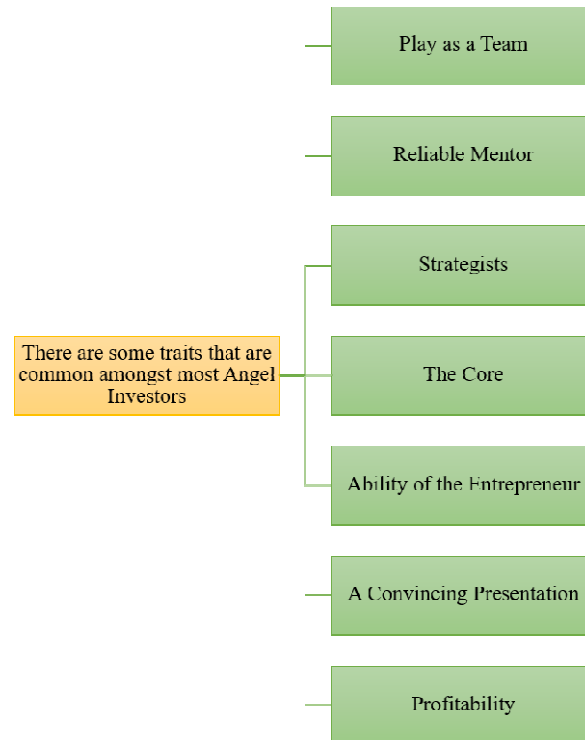 Play as a Team
Reliable Mentor
Strategists
There are some traits that are
common amongst most Angel
Investors
The Core
Ability of the Entrepreneur
A Convincing Presentation
Profitability